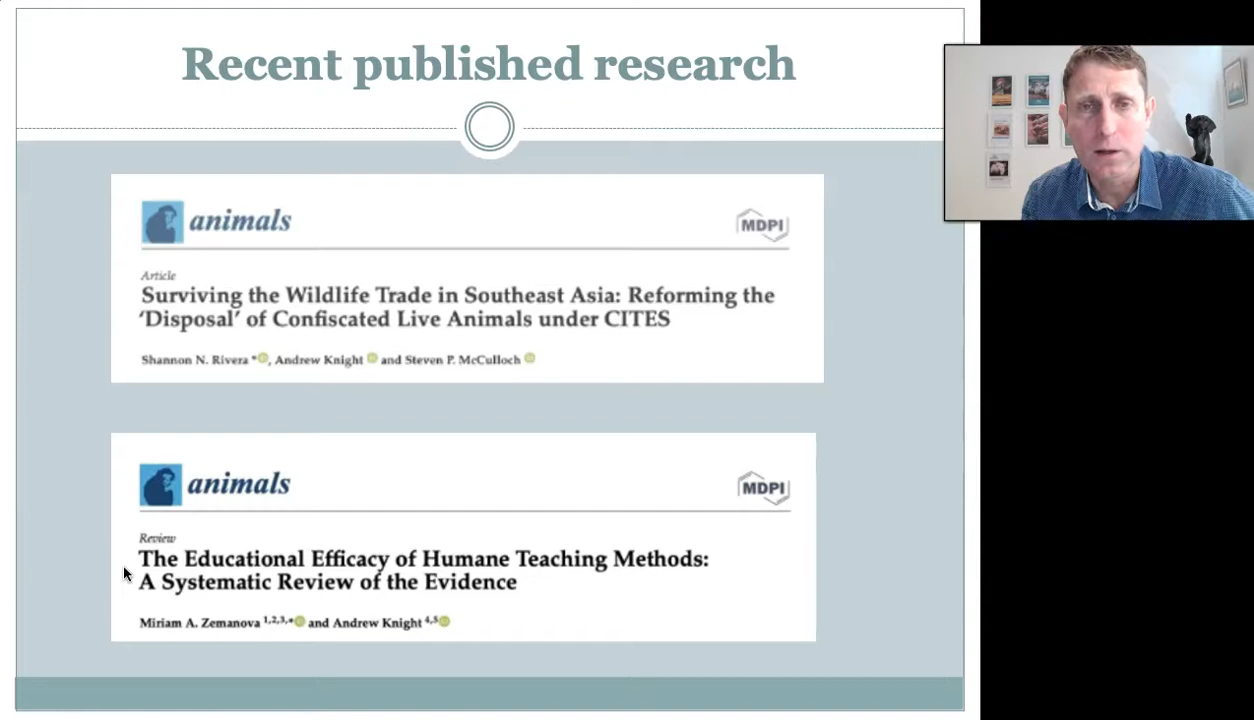 Recent published research
animals
MDPI
Article
Surviving the Wildlife Trade in Southeast Asia: Reforming the
'Disposal' of Confiscated Live Animals under CITES
Shannon N. Rivera *, Andrew Knight and Steven P. McCulloch
animals
MDPI
Review
The Educational Efficacy of Humane Teaching Methods:
A Systematic Review of the Evidence
Miriam A. Zemanova 1,2,3,* and Andrew Knight 4,5